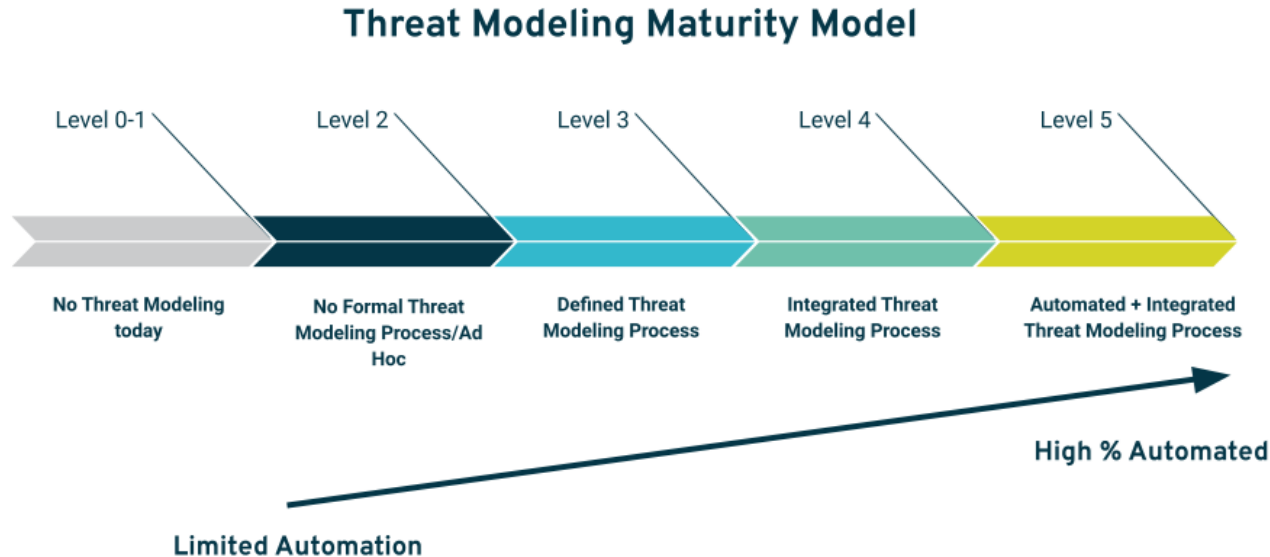 Threat Modeling Maturity Model
Level 0-1
Level 2
Level 3
Level 4
Level 5
No Threat Modeling
today
No Formal Threat
Modeling Process/Ad
Hoc
Defined Threat
Modeling Process
Integrated Threat
Modeling Process
Automated + Integrated
Threat Modeling Process
High % Automated
Limited Automation